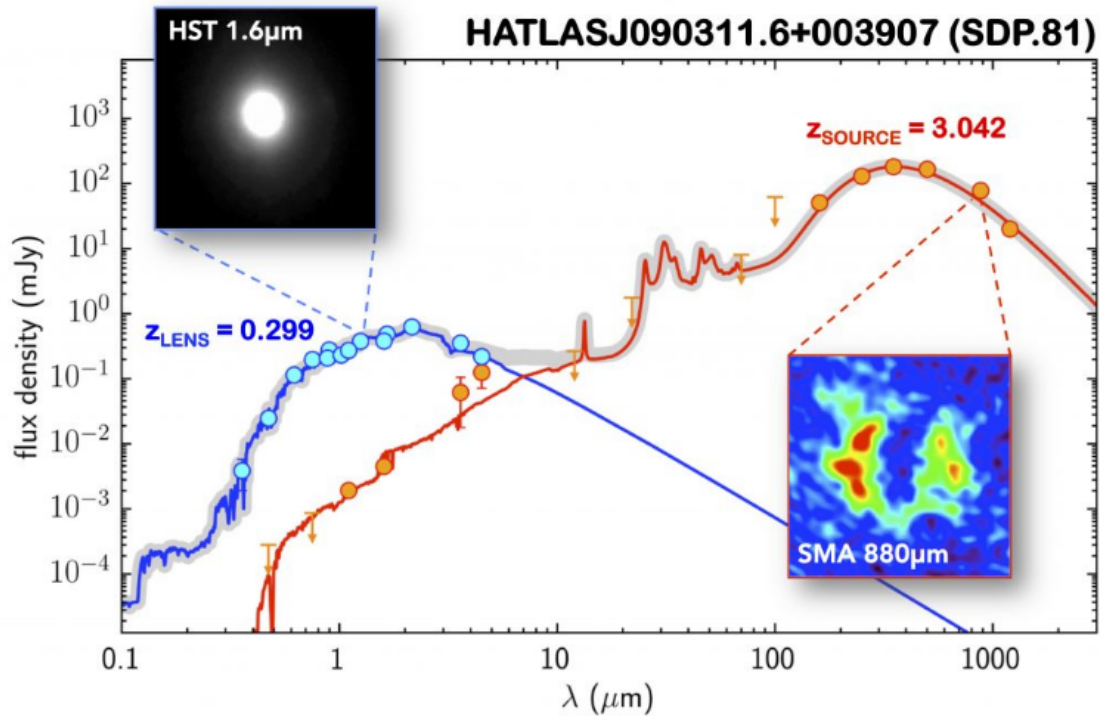 HATLASJ090311.6+003907 (SDP.81)
HST 1.6µm
z_SOURCE = 3.042
z_LENS = 0.299
SMA 880µm
flux density (mJy)
10³
10²
10¹
10⁰
10⁻¹
10⁻²
10⁻³
10⁻⁴
0.1 1 10 100 1000
λ (μm)